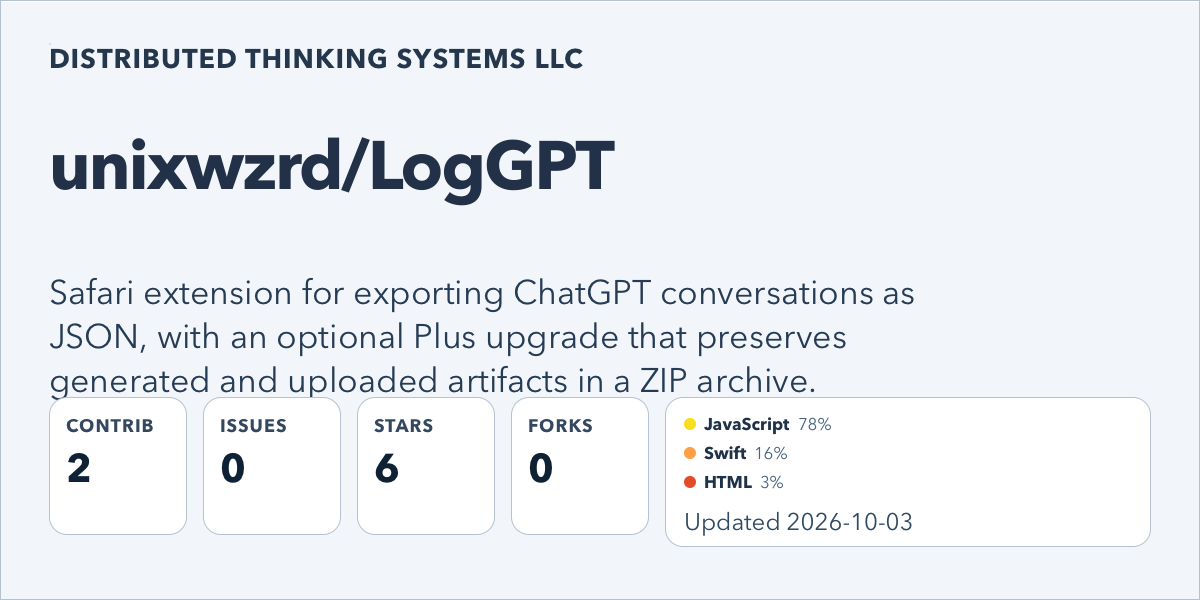 DISTRIBUTED THINKING SYSTEMS LLC
unixwzrd/LogGPT
Safari extension for exporting ChatGPT conversations as
JSON, with an optional Plus upgrade that preserves
generated and uploaded artifacts in a ZIP archive.
CONTRIB
2
ISSUES
0
STARS
6
FORKS
0
JavaScript 78%
Swift 16%
HTML 3%
Updated 2026-10-03